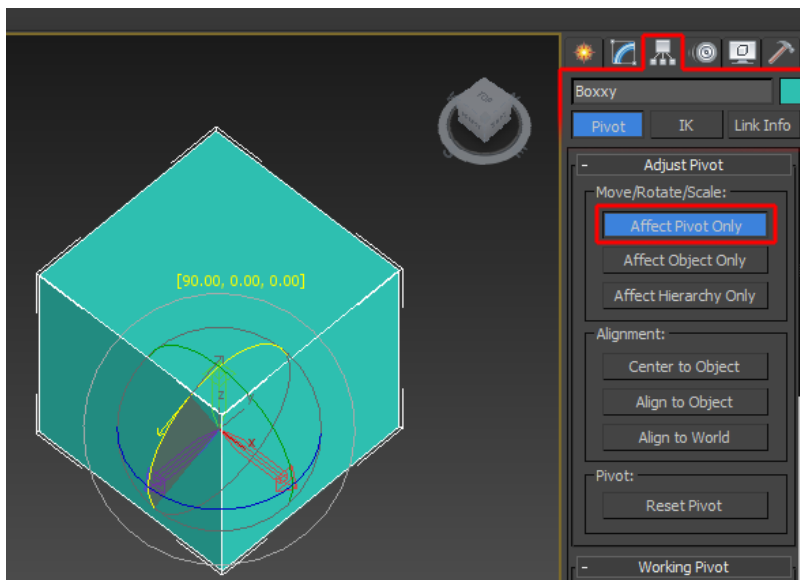 Boxxy
Pivot IK Link Info
- Adjust Pivot
Move/Rotate/Scale:
Affect Pivot Only
Affect Object Only
Affect Hierarchy Only
Alignment:
Center to Object
Align to Object
Align to World
Pivot:
Reset Pivot
- Working Pivot
TOP
[90.00, 0.00, 0.00]
z
y
x